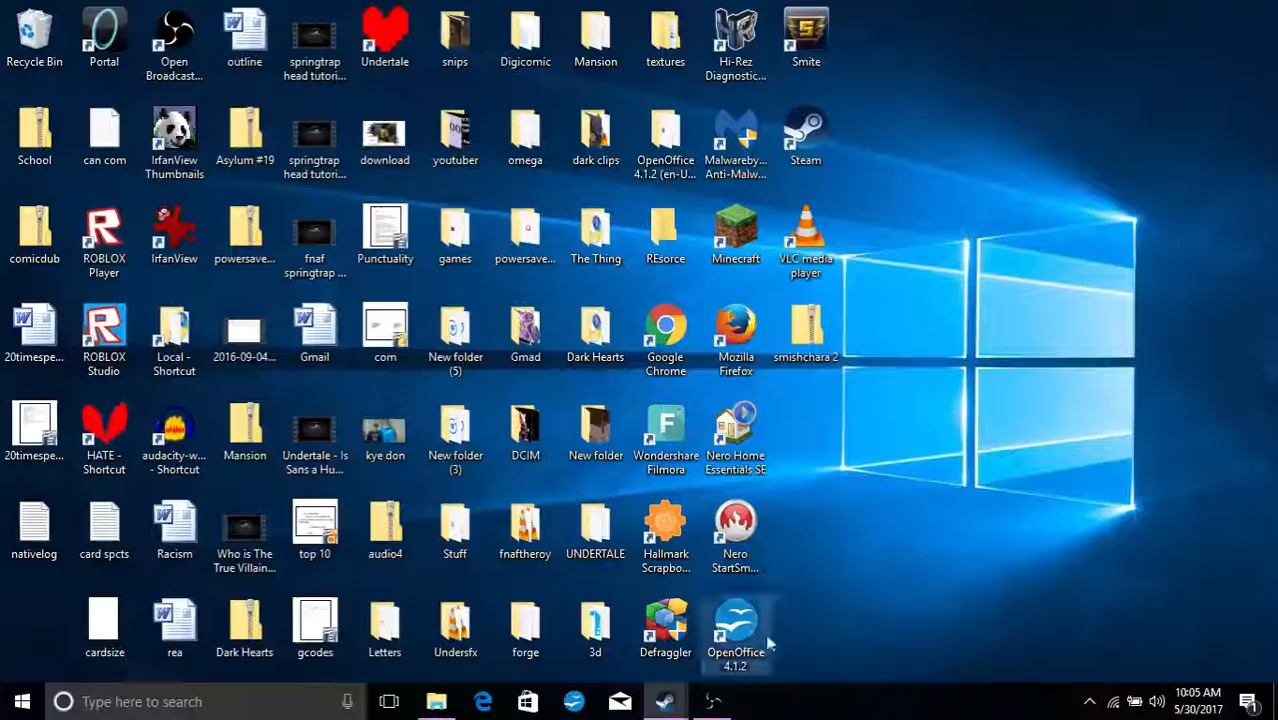 Recycle Bin
Portal
Open
Broadcast...
outline
springtrap
head tutori...
Undertale
snips
Digicomic
Mansion
textures
Hi-Rez
Diagnostic...
Smite
School
can com
IrfanView
Thumbnails
Asylum #19
springtrap
head tutori...
download
youtuber
omega
dark clips
OpenOffice
4.1.2 (en-U...
Malwareby...
Anti-Malw...
Steam
comicdub
ROBLOX
Player
IrfanView
powersave...
fnaf
springtrap ...
Punctuality
games
powersave...
The Thing
REsorce
Minecraft
VLC media
player
20timespe...
ROBLOX
Studio
Local -
Shortcut
2016-09-04...
Gmail
com
New folder
(5)
Gmad
Dark Hearts
Google
Chrome
Mozilla
Firefox
smishchara 2
20timespe...
HATE -
Shortcut
audacity-w...
- Shortcut
Mansion
Undertale - Is
Sans a Hu...
kye don
New folder
(3)
DCIM
New folder
Wondershare
Filmora
Nero Home
Essentials SE
nativelog
card spcts
Racism
Who is The
True Villain...
top 10
audio4
Stuff
fnaftheroy
UNDERTALE
Hallmark
Scrapbo...
Nero
StartSm...
cardsize
rea
Dark Hearts
gcodes
Letters
Undersfx
forge
3d
Defraggler
OpenOffice
4.1.2
Type here to search
10:05 AM
5/30/2017
1